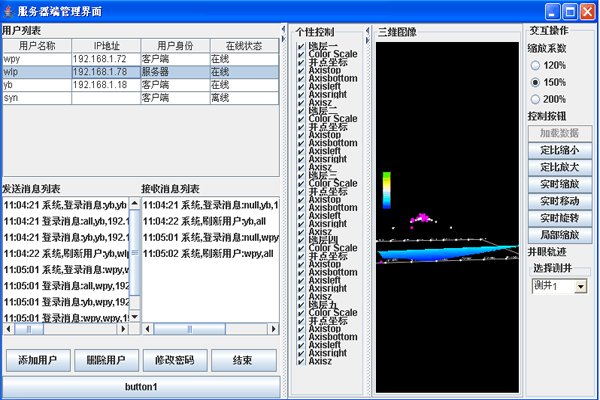 服务器端管理界面
用户列表
用户名称 IP地址 用户身份 在线状态
wpy 192.168.1.72 客户端 在线
wlp 192.168.1.78 服务器 在线
yb 192.168.1.18 客户端 在线
syn 客户端 离线
发送消息列表
11:04:21 系统,登录消息:yb,yb
11:04:21 登录消息:all,yb,192.
11:04:21 登录消息:yb,yb,192.1
11:04:22 系统,刷新用户:yb,wlp
11:05:01 系统,登录消息:wpy,w
11:05:01 登录消息:all,wpy,192
11:05:01 登录消息:yb,wpy,192
11:05:01 登录消息:wpy,wpy,1
接收消息列表
11:04:21 系统,登录消息:null,yb,1
11:04:22 系统,刷新用户:yb,all
11:05:01 系统,登录消息:null,wpy
11:05:02 系统,刷新用户:wpy,all
添加用户 删除用户 修改密码 结束
button1
个性控制
地层一
Color Scale
井点坐标
Axistop
Axisbottom
Axisleft
Axisright
Axisz
地层二
Color Scale
井点坐标
Axistop
Axisbottom
Axisleft
Axisright
Axisz
地层三
Color Scale
井点坐标
Axistop
Axisbottom
Axisleft
Axisright
Axisz
地层四
Color Scale
井点坐标
Axistop
Axisbottom
Axisleft
Axisright
Axisz
地层五
Color Scale
井点坐标
Axistop
Axisbottom
Axisleft
Axisright
Axisz
三维图像
交互操作
缩放系数
120%
150%
200%
控制按钮
加载数据
定比缩小
定比放大
实时缩放
实时移动
实时旋转
局部缩放
井眼轨迹
选择测井
测井1